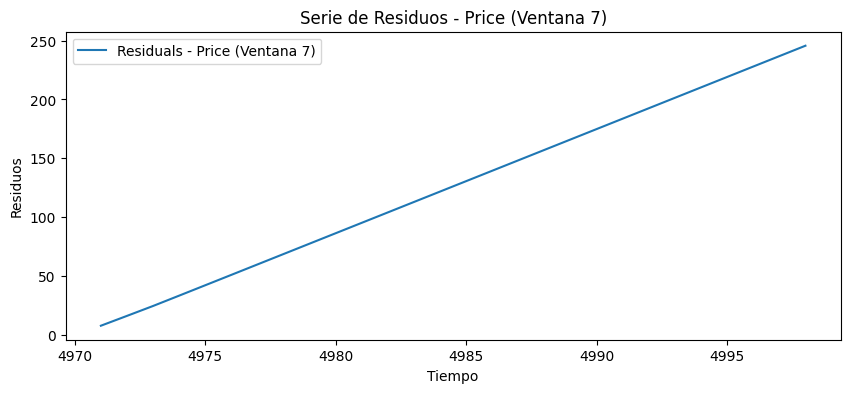 Serie de Residuos - Price (Ventana 7)
Residuals - Price (Ventana 7)
250
200
150
100
50
0
Residuos
4970 4975 4980 4985 4990 4995
Tiempo